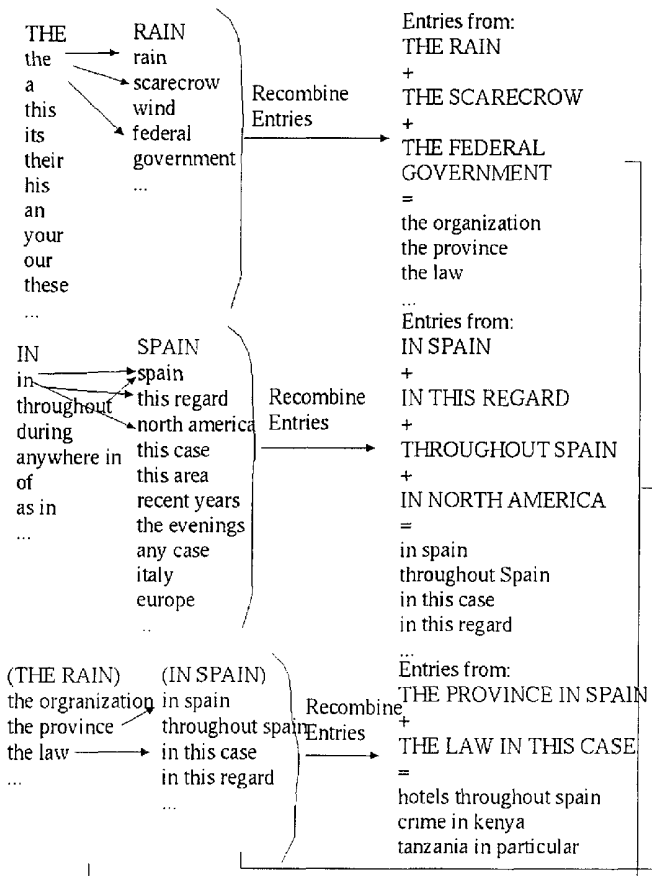 THE
the
a
this
its
their
his
an
your
our
these
...
RAIN
rain
scarecrow
wind
federal
government
...
Recombine
Entries
Entries from:
THE RAIN
+
THE SCARECROW
+
THE FEDERAL
GOVERNMENT
=
the organization
the province
the law
...
IN
in
throughout
during
anywhere in
of
as in
...
SPAIN
spain
this regard
north america
this case
this area
recent years
the evenings
any case
italy
europe
..
Recombine
Entries
Entries from:
IN SPAIN
+
IN THIS REGARD
+
THROUGHOUT SPAIN
+
IN NORTH AMERICA
=
in spain
throughout Spain
in this case
in this regard
...
(THE RAIN)
the orgranization
the province
the law
...
(IN SPAIN)
in spain
throughout spain
in this case
in this regard
...
Recombine
Entries
Entries from:
THE PROVINCE IN SPAIN
+
THE LAW IN THIS CASE
=
hotels throughout spain
crime in kenya
tanzania in particular